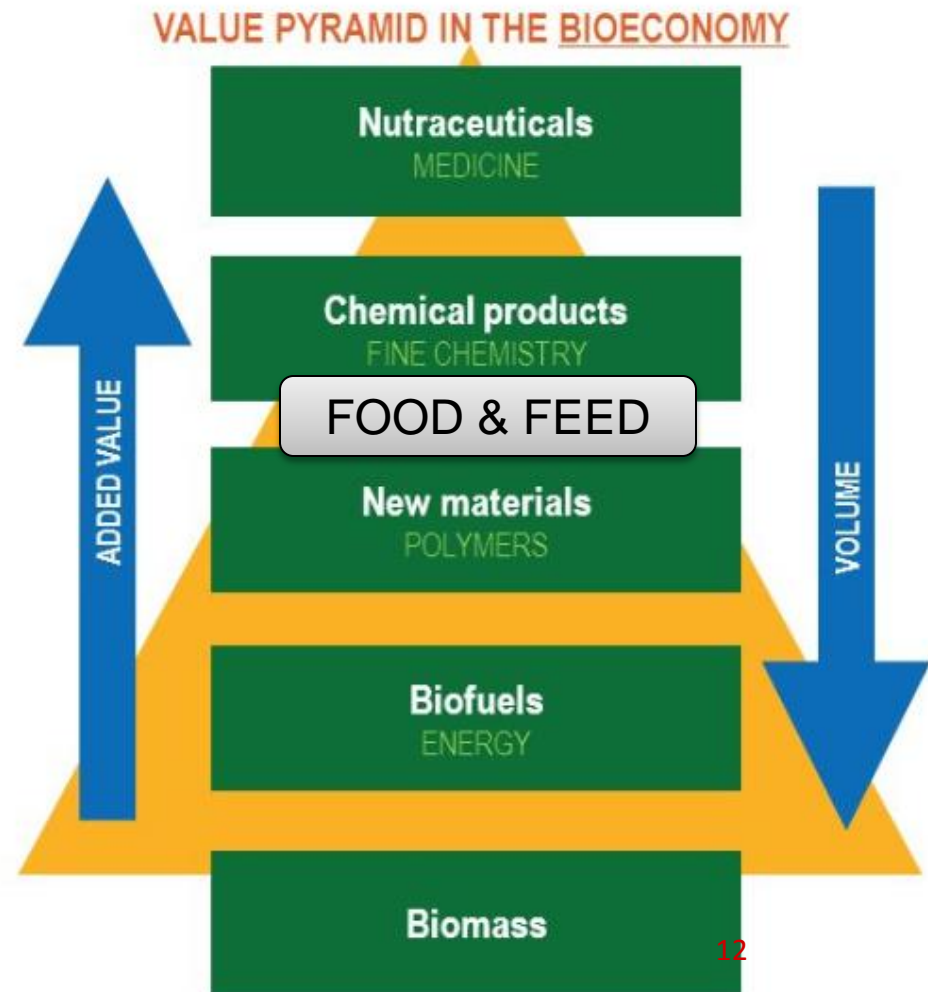 VALUE PYRAMID IN THE BIOECONOMY
Nutraceuticals
MEDICINE
Chemical products
FINE CHEMISTRY
FOOD & FEED
New materials
POLYMERS
Biofuels
ENERGY
Biomass
ADDED VALUE
VOLUME
12